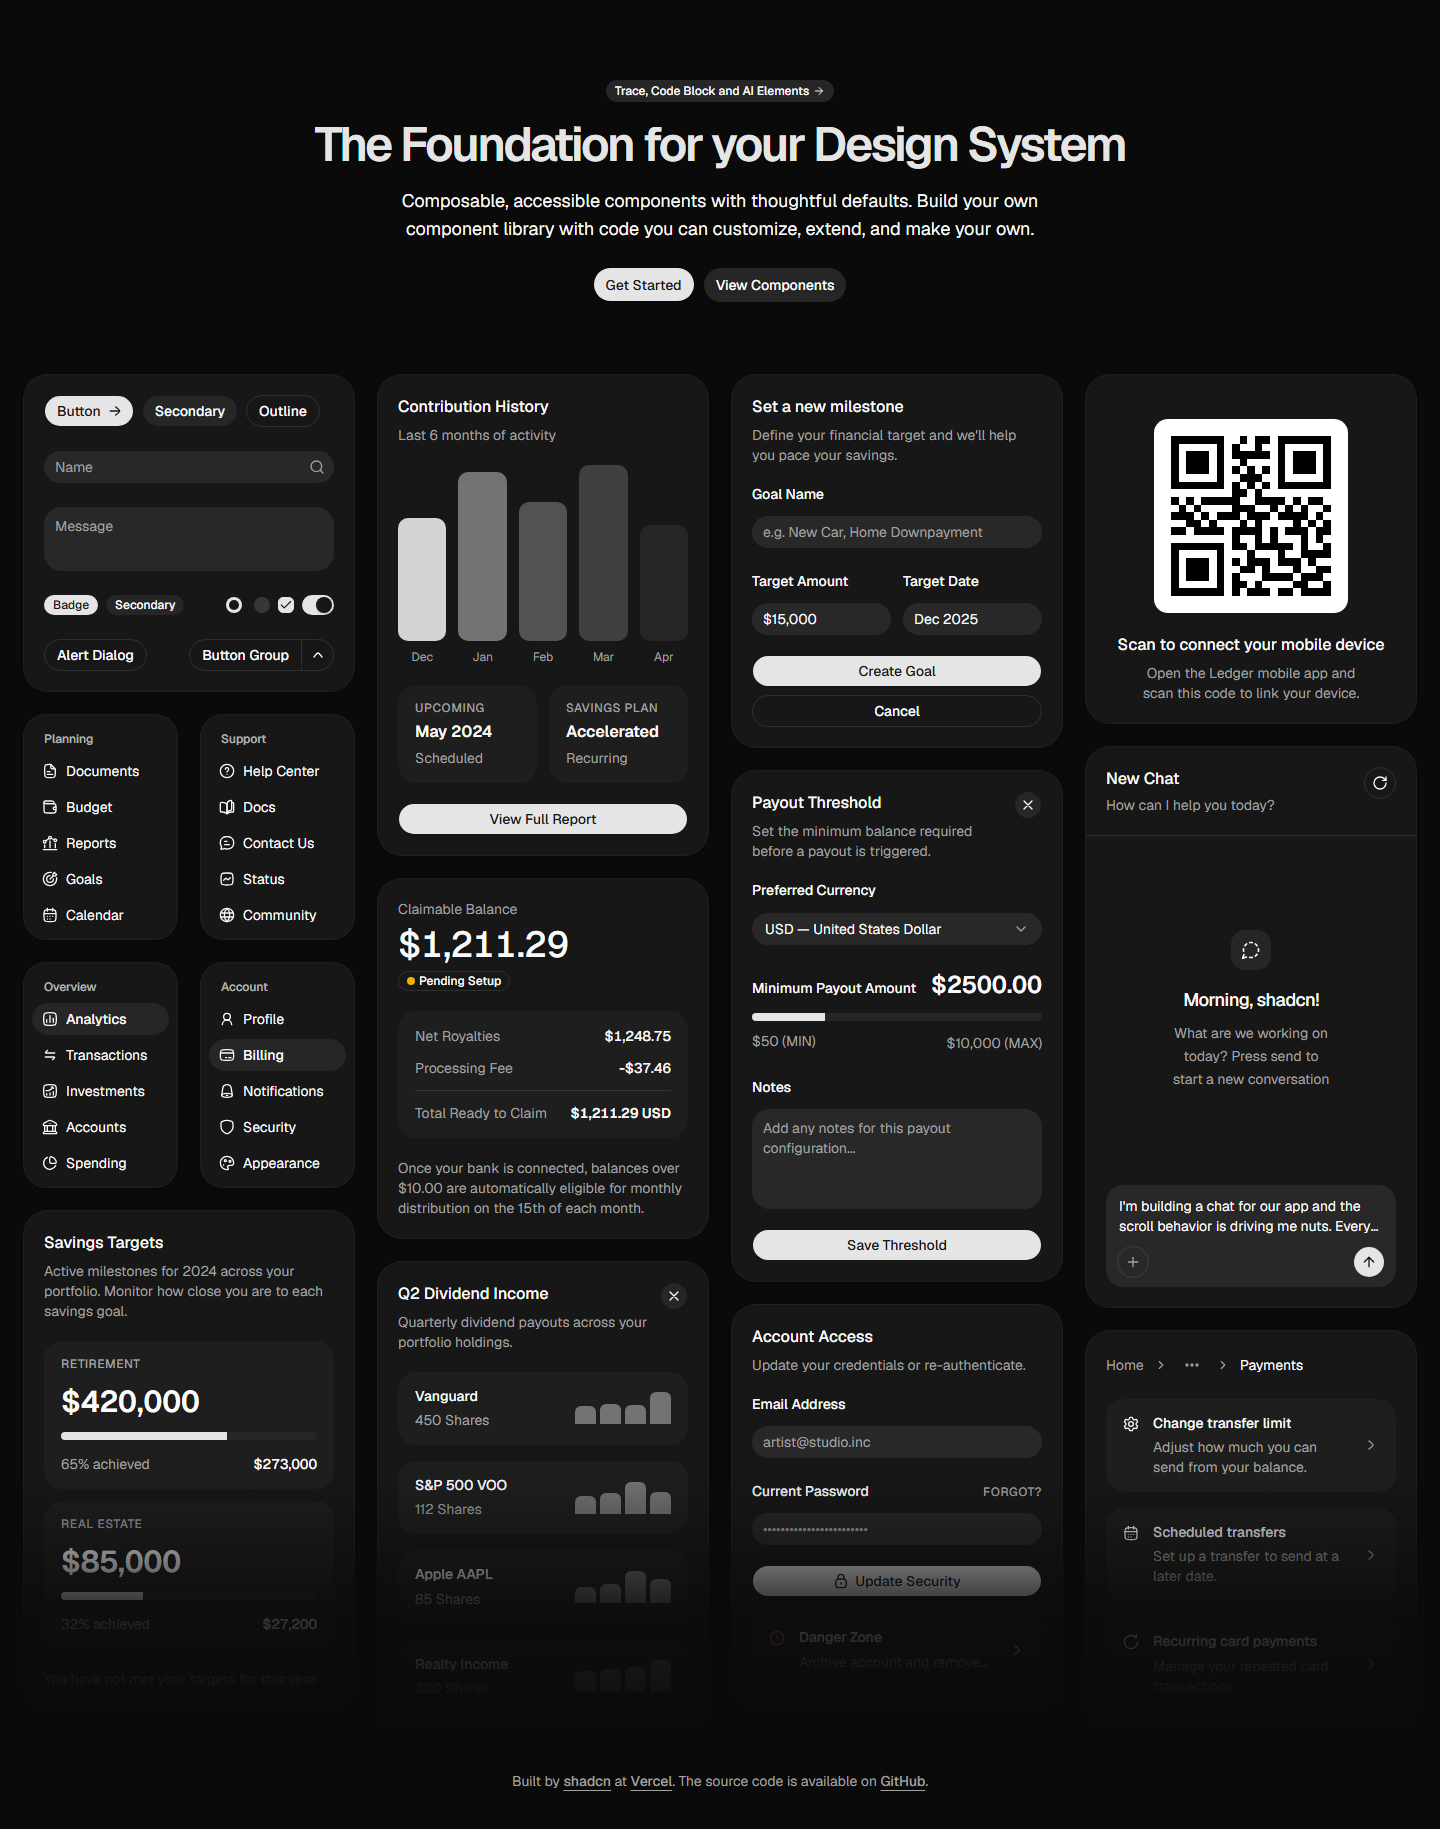 Trace, Code Block and AI Elements →
The Foundation for your Design System
Composable, accessible components with thoughtful defaults. Build your own
component library with code you can customize, extend, and make your own.
Get Started
View Components
Button →
Secondary
Outline
Name
Message
Badge
Secondary
Alert Dialog
Button Group
Planning
Documents
Budget
Reports
Goals
Calendar
Support
Help Center
Docs
Contact Us
Status
Community
Overview
Analytics
Transactions
Investments
Accounts
Spending
Account
Profile
Billing
Notifications
Security
Appearance
Savings Targets
Active milestones for 2024 across your
portfolio. Monitor how close you are to each
savings goal.
RETIREMENT
$420,000
65% achieved
$273,000
REAL ESTATE
$85,000
32% achieved
$27,200
You have not met your targets for this year.
Contribution History
Last 6 months of activity
Dec
Jan
Feb
Mar
Apr
UPCOMING
May 2024
Scheduled
SAVINGS PLAN
Accelerated
Recurring
View Full Report
Claimable Balance
$1,211.29
Pending Setup
Net Royalties
$1,248.75
Processing Fee
-$37.46
Total Ready to Claim
$1,211.29 USD
Once your bank is connected, balances over
$10.00 are automatically eligible for monthly
distribution on the 15th of each month.
Q2 Dividend Income
Quarterly dividend payouts across your
portfolio holdings.
Vanguard
450 Shares
S&P 500 VOO
112 Shares
Apple AAPL
85 Shares
Realty Income
320 Shares
Set a new milestone
Define your financial target and we'll help
you pace your savings.
Goal Name
e.g. New Car, Home Downpayment
Target Amount
Target Date
$15,000
Dec 2025
Create Goal
Cancel
Payout Threshold
Set the minimum balance required
before a payout is triggered.
Preferred Currency
USD — United States Dollar
Minimum Payout Amount
$2500.00
$50 (MIN)
$10,000 (MAX)
Notes
Add any notes for this payout
configuration...
Save Threshold
Account Access
Update your credentials or re-authenticate.
Email Address
artist@studio.inc
Current Password
FORGOT?
Update Security
Danger Zone
Archive account and remove...
Scan to connect your mobile device
Open the Ledger mobile app and
scan this code to link your device.
New Chat
How can I help you today?
Morning, shadcn!
What are we working on
today? Press send to
start a new conversation
I'm building a chat for our app and the
scroll behavior is driving me nuts. Every...
Home
Payments
Change transfer limit
Adjust how much you can
send from your balance.
Scheduled transfers
Set up a transfer to send at a
later date.
Recurring card payments
Manage your repeated card
transactions.
Built by shadcn at Vercel. The source code is available on GitHub.